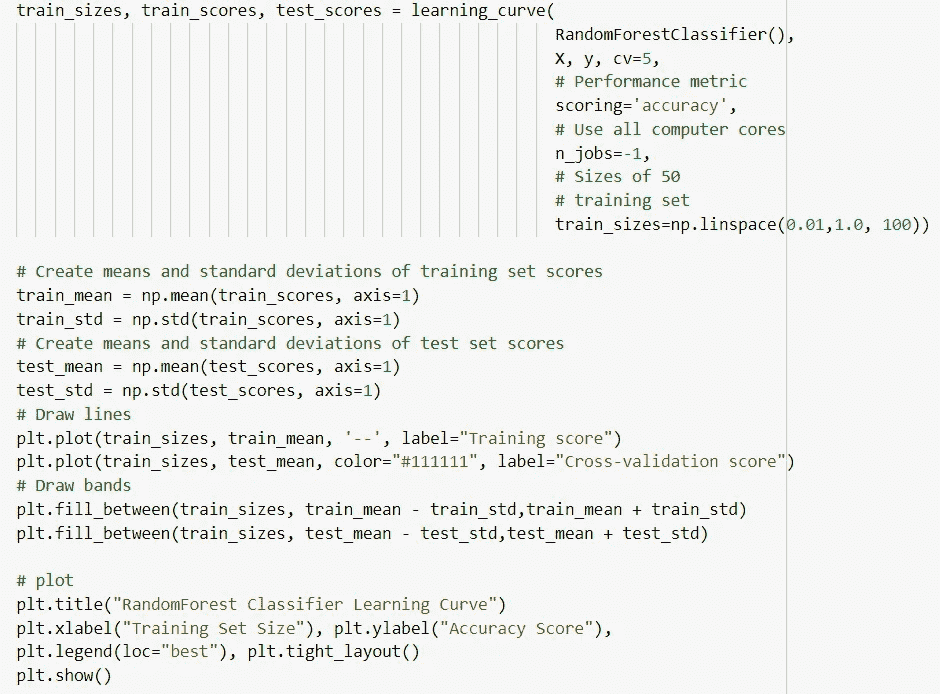 train_sizes, train_scores, test_scores = learning_curve(
RandomForestClassifier(),
X, y, cv=5,
# Performance metric
scoring='accuracy',
# Use all computer cores
n_jobs=-1,
# Sizes of 50
# training set
train_sizes=np.linspace(0.01,1.0, 100))
# Create means and standard deviations of training set scores
train_mean = np.mean(train_scores, axis=1)
train_std = np.std(train_scores, axis=1)
# Create means and standard deviations of test set scores
test_mean = np.mean(test_scores, axis=1)
test_std = np.std(test_scores, axis=1)
# Draw lines
plt.plot(train_sizes, train_mean, '--', label="Training score")
plt.plot(train_sizes, test_mean, color="#111111", label="Cross-validation score")
# Draw bands
plt.fill_between(train_sizes, train_mean - train_std,train_mean + train_std)
plt.fill_between(train_sizes, test_mean - test_std,test_mean + test_std)
# plot
plt.title("RandomForest Classifier Learning Curve")
plt.xlabel("Training Set Size"), plt.ylabel("Accuracy Score"),
plt.legend(loc="best"), plt.tight_layout()
plt.show()